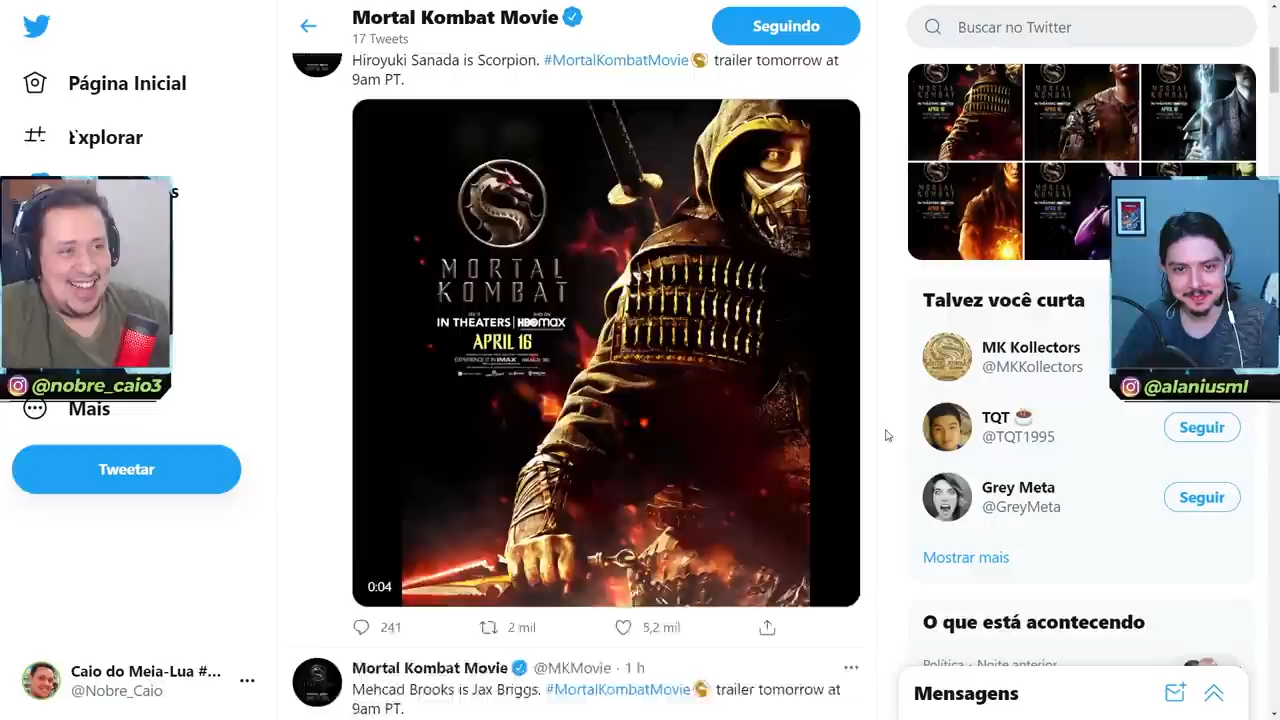 Mortal Kombat Movie
17 Tweets
Seguindo
Buscar no Twitter
Página Inicial
Explorar
s
Mais
Tweetar
@nobre_caio3
Caio do Meia-Lua #...
@Nobre_Caio
Hiroyuki Sanada is Scorpion. #MortalKombatMovie trailer tomorrow at
9am PT.
MORTAL
KOMBAT
IN THEATERS | HBOmax
APRIL 16
0:04
241
2 mil
5,2 mil
Mortal Kombat Movie @MKMovie · 1 h
Mehcad Brooks is Jax Briggs. #MortalKombatMovie trailer tomorrow at
9am PT.
Talvez você curta
MK Kollectors
@MKKollectors
@alaniusml
TQT
@TQT1995
Seguir
Grey Meta
@GreyMeta
Seguir
Mostrar mais
O que está acontecendo
Política · Noite anterior
Mensagens